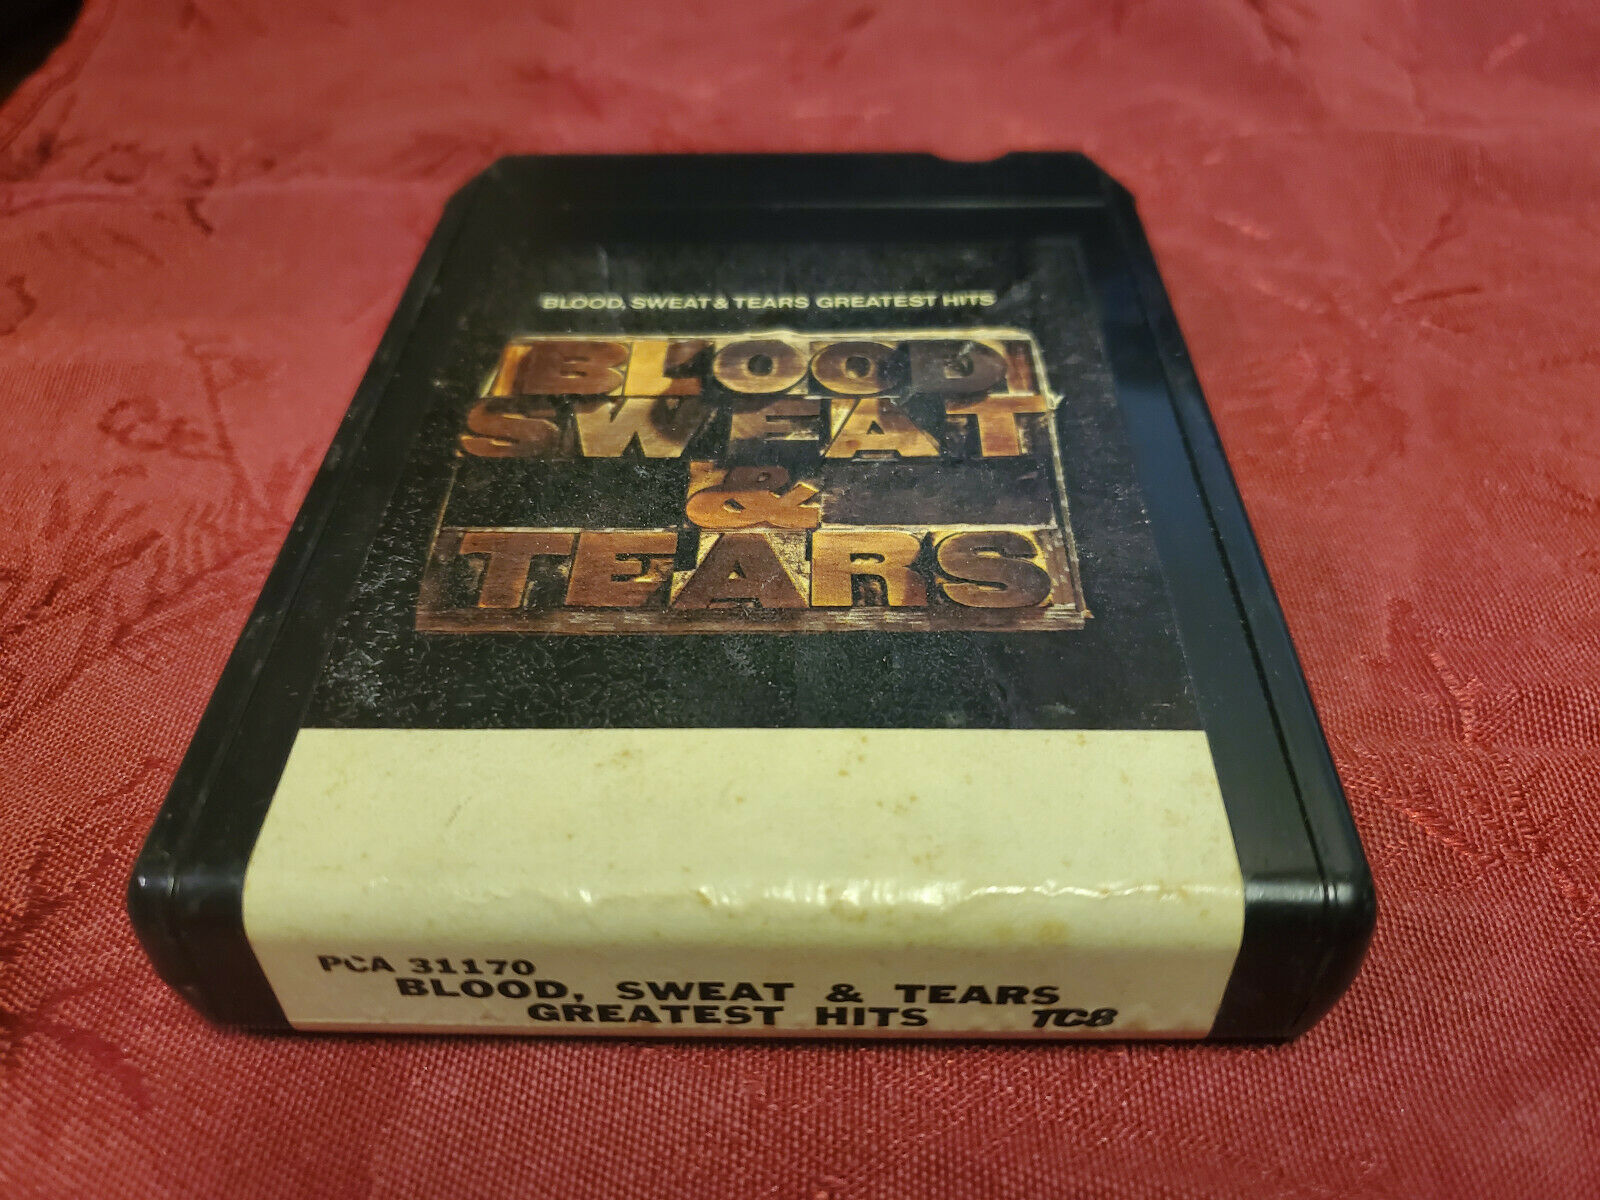 BLOOD, SWEAT & TEARS GREATEST HITS
BLOOD
SWEAT
&
TEARS
PCA 31170
BLOOD, SWEAT & TEARS
GREATEST HITS TC8